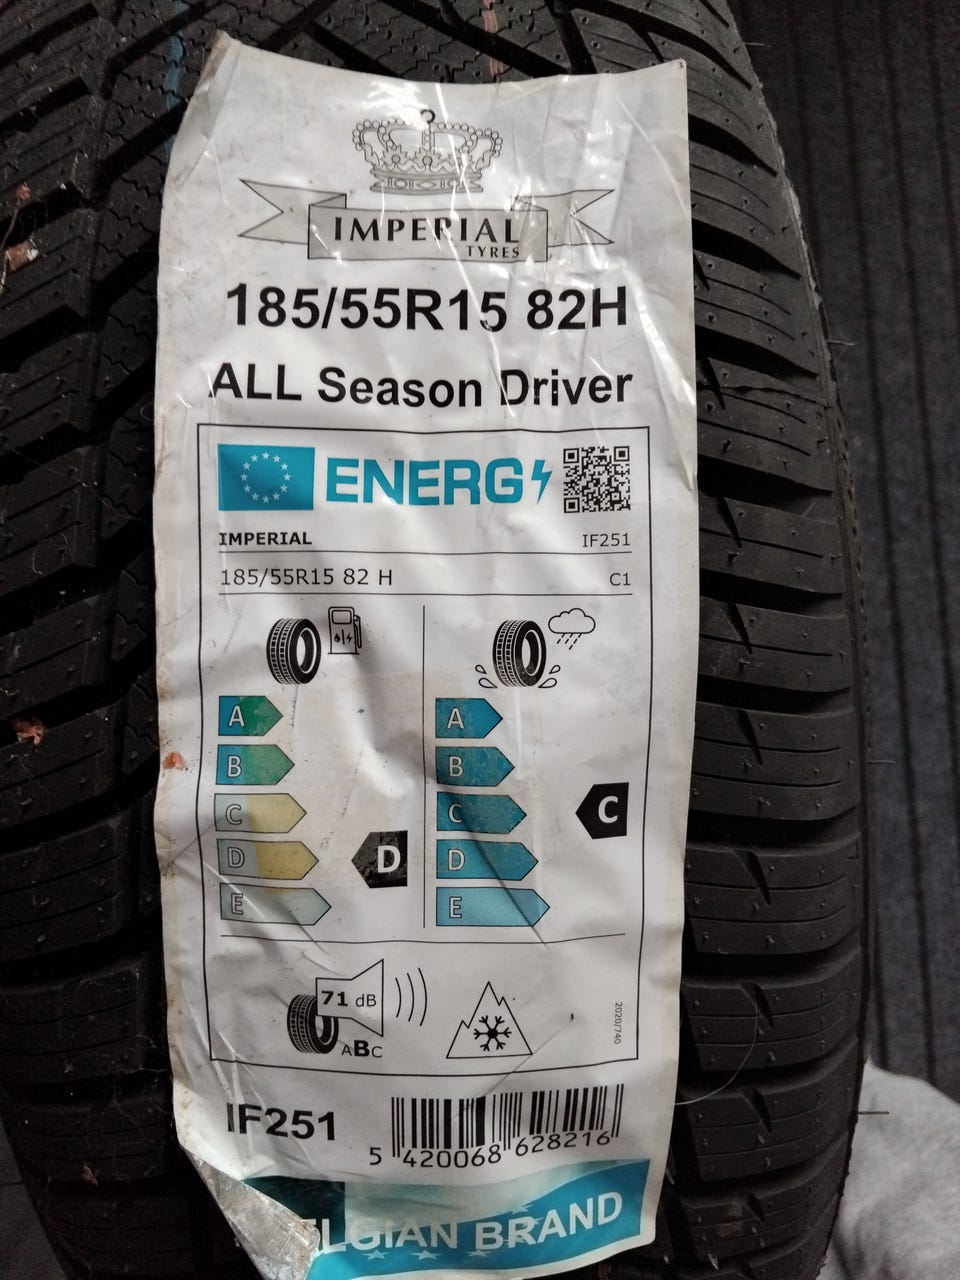 IMPERIAL
TYRES
185/55R15 82H
ALL Season Driver
ENERG
IMPERIAL IF251
185/55R15 82 H C1
A A
B B
C C C
D D D
E E
71 dB
ABC
2020/740
IF251
5 420068 628216
ELGIAN BRAND